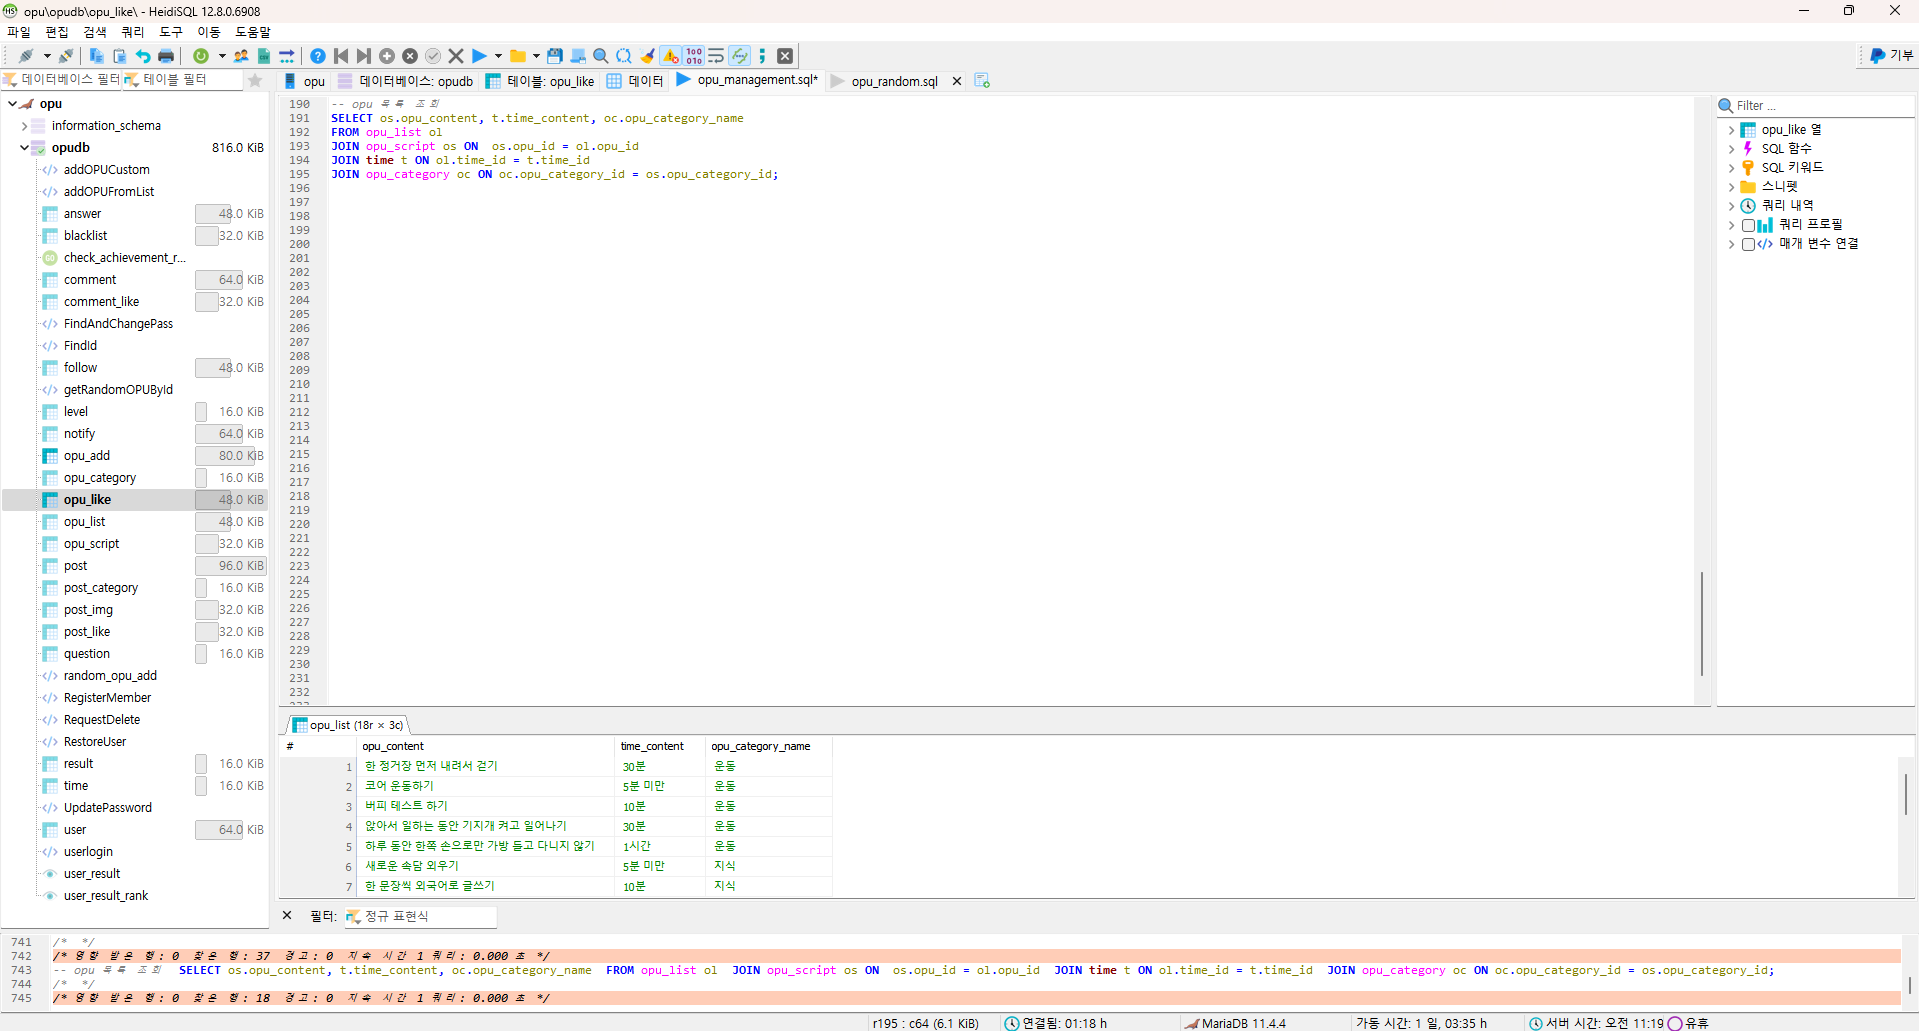 opu\opudb\opu_like\ - HeidiSQL 12.8.0.6908
파일 편집 검색 쿼리 도구 이동 도움말
기부
데이터베이스 필터 테이블 필터
opu 데이터베이스: opudb 테이블: opu_like 데이터 opu_management.sql* opu_random.sql
opu
information_schema
opudb 816.0 KiB
addOPUCustom
addOPUFromList
answer 48.0 KiB
blacklist 32.0 KiB
check_achievement_r...
comment 64.0 KiB
comment_like 32.0 KiB
FindAndChangePass
FindId
follow 48.0 KiB
getRandomOPUById
level 16.0 KiB
notify 64.0 KiB
opu_add 80.0 KiB
opu_category 16.0 KiB
opu_like 48.0 KiB
opu_list 48.0 KiB
opu_script 32.0 KiB
post 96.0 KiB
post_category 16.0 KiB
post_img 32.0 KiB
post_like 32.0 KiB
question 16.0 KiB
random_opu_add
RegisterMember
RequestDelete
RestoreUser
result 16.0 KiB
time 16.0 KiB
UpdatePassword
user 64.0 KiB
userlogin
user_result
user_result_rank
190 -- opu 목록 조회
191 SELECT os.opu_content, t.time_content, oc.opu_category_name
192 FROM opu_list ol
193 JOIN opu_script os ON  os.opu_id = ol.opu_id
194 JOIN time t ON ol.time_id = t.time_id
195 JOIN opu_category oc ON oc.opu_category_id = os.opu_category_id;
196
197
198
199
200
201
202
203
204
205
206
207
208
209
210
211
212
213
214
215
216
217
218
219
220
221
222
223
224
225
226
227
228
229
230
231
232
Filter ...
opu_like 열
SQL 함수
SQL 키워드
스니펫
쿼리 내역
쿼리 프로필
매개 변수 연결
opu_list (18r × 3c)
# opu_content time_content opu_category_name
1 한 정거장 먼저 내려서 걷기 30분 운동
2 코어 운동하기 5분 미만 운동
3 버피 테스트 하기 10분 운동
4 앉아서 일하는 동안 기지개 켜고 일어나기 30분 운동
5 하루 동안 한쪽 손으로만 가방 들고 다니지 않기 1시간 운동
6 새로운 속담 외우기 5분 미만 지식
7 한 문장씩 외국어로 글쓰기 10분 지식
필터: 정규 표현식
741 /*  */
742 /* 영향 받은 행: 0  찾은 행: 37  경고: 0  지속 시간 1 쿼리: 0.000 초 */
743 -- opu 목록 조회  SELECT os.opu_content, t.time_content, oc.opu_category_name  FROM opu_list ol  JOIN opu_script os ON  os.opu_id = ol.opu_id  JOIN time t ON ol.time_id = t.time_id  JOIN opu_category oc ON oc.opu_category_id = os.opu_category_id;
744 /*  */
745 /* 영향 받은 행: 0  찾은 행: 18  경고: 0  지속 시간 1 쿼리: 0.000 초 */
r195 : c64 (6.1 KiB) 연결됨: 01:18 h MariaDB 11.4.4 가동 시간: 1 일, 03:35 h 서버 시간: 오전 11:19 유휴